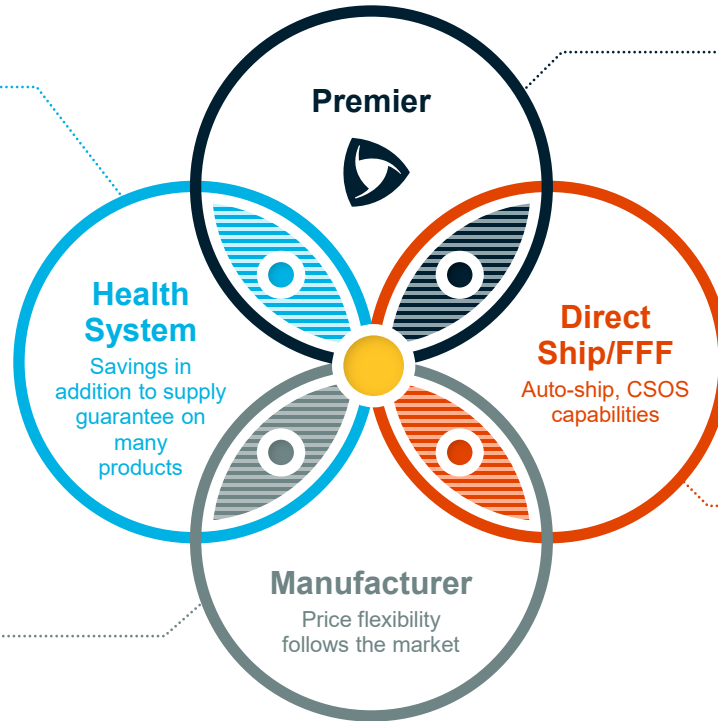 Premier
Health
System
Savings in
addition to supply
guarantee on
many
products
Direct
Ship/FFF
Auto-ship, CSOS
capabilities
Manufacturer
Price flexibility
follows the market